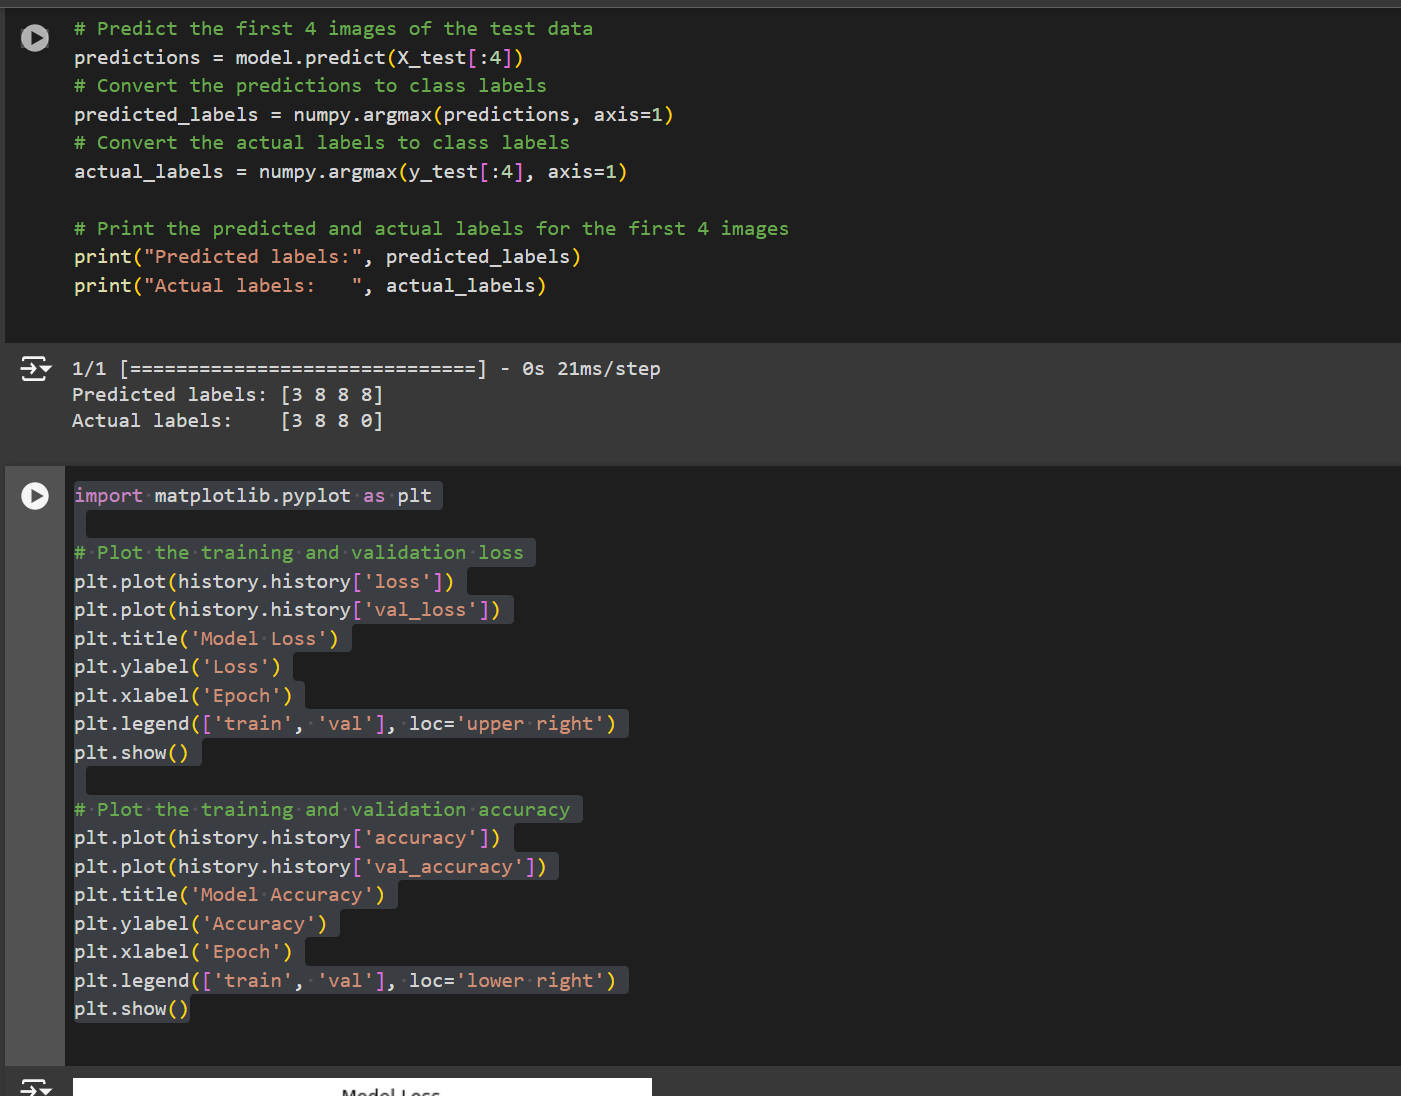 # Predict the first 4 images of the test data
predictions = model.predict(X_test[:4])
# Convert the predictions to class labels
predicted_labels = numpy.argmax(predictions, axis=1)
# Convert the actual labels to class labels
actual_labels = numpy.argmax(y_test[:4], axis=1)
# Print the predicted and actual labels for the first 4 images
print("Predicted labels:", predicted_labels)
print("Actual labels:   ", actual_labels)
1/1 [==============================] - 0s 21ms/step
Predicted labels: [3 8 8 8]
Actual labels:    [3 8 8 0]
import matplotlib.pyplot as plt
# Plot the training and validation loss
plt.plot(history.history['loss'])
plt.plot(history.history['val_loss'])
plt.title('Model Loss')
plt.ylabel('Loss')
plt.xlabel('Epoch')
plt.legend(['train', 'val'], loc='upper right')
plt.show()
# Plot the training and validation accuracy
plt.plot(history.history['accuracy'])
plt.plot(history.history['val_accuracy'])
plt.title('Model Accuracy')
plt.ylabel('Accuracy')
plt.xlabel('Epoch')
plt.legend(['train', 'val'], loc='lower right')
plt.show()
Model Loss